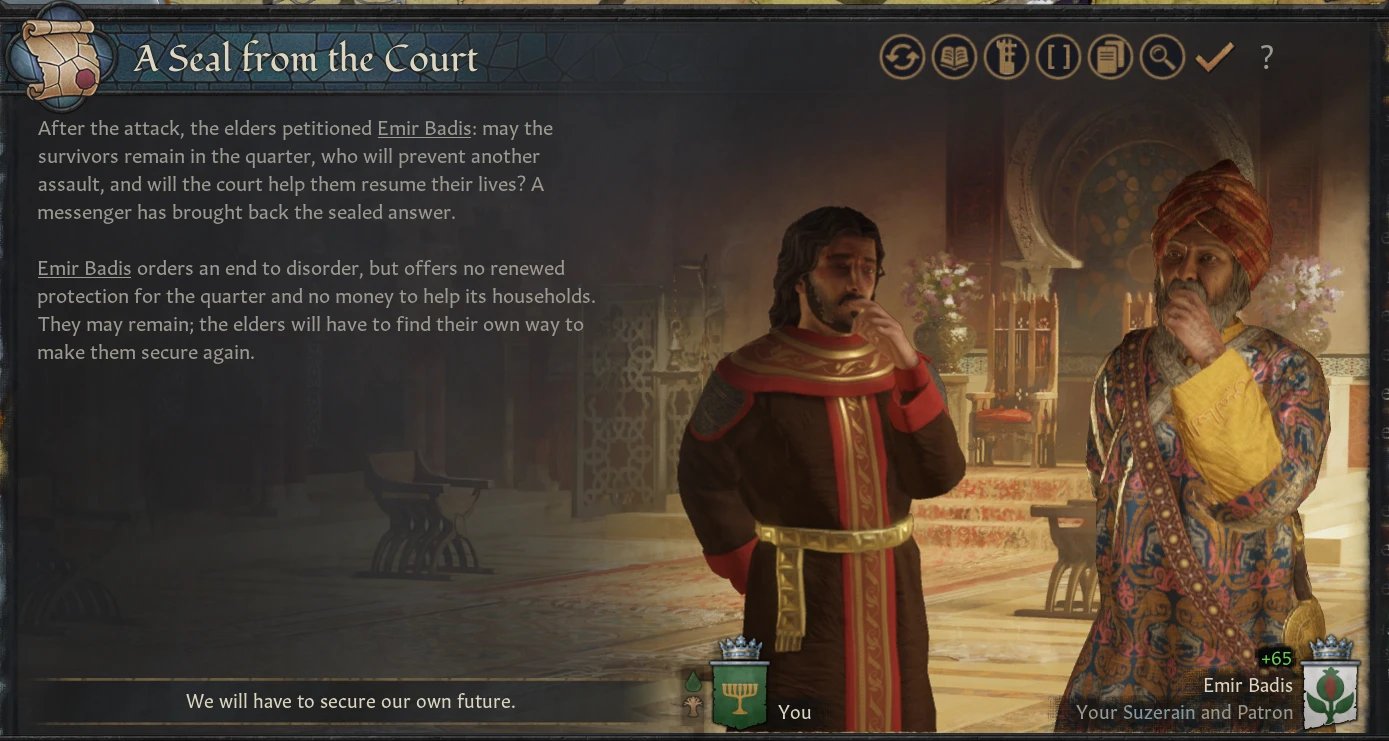 A Seal from the Court
[ ]
?
After the attack, the elders petitioned Emir Badis: may the
survivors remain in the quarter, who will prevent another
assault, and will the court help them resume their lives? A
messenger has brought back the sealed answer.
Emir Badis orders an end to disorder, but offers no renewed
protection for the quarter and no money to help its households.
They may remain; the elders will have to find their own way to
make them secure again.
We will have to secure our own future.
You
+65
Emir Badis
Your Suzerain and Patron